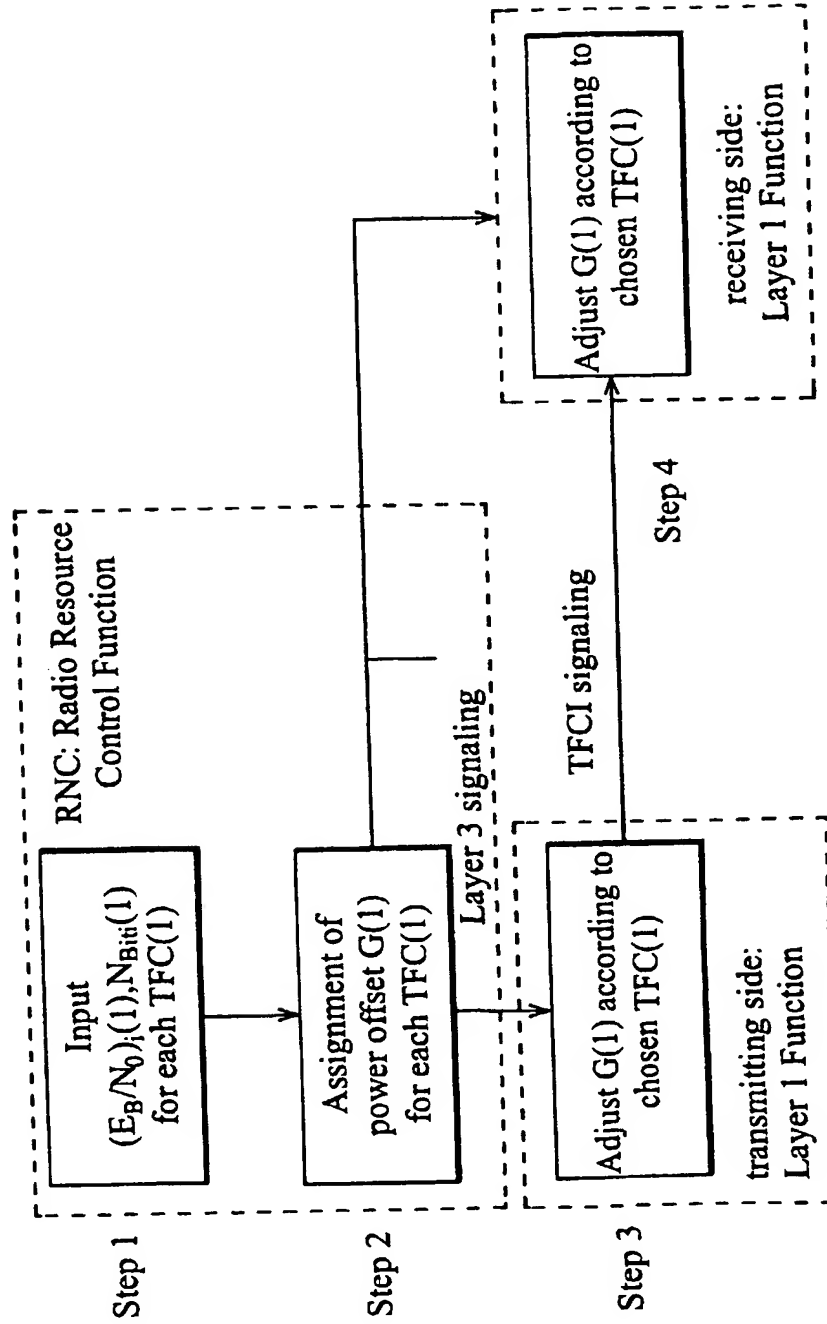 Step 1
Input
(E_B/N_0)_i(1),N_Biti(1)
for each TFC(1)
RNC: Radio Resource
Control Function
Step 2
Assignment of
power offset G(1)
for each TFC(1)
Layer 3 signaling
Step 3
Adjust G(1) according to
chosen TFC(1)
transmitting side:
Layer 1 Function
TFCI signaling
Step 4
Adjust G(1) according to
chosen TFC(1)
receiving side:
Layer 1 Function